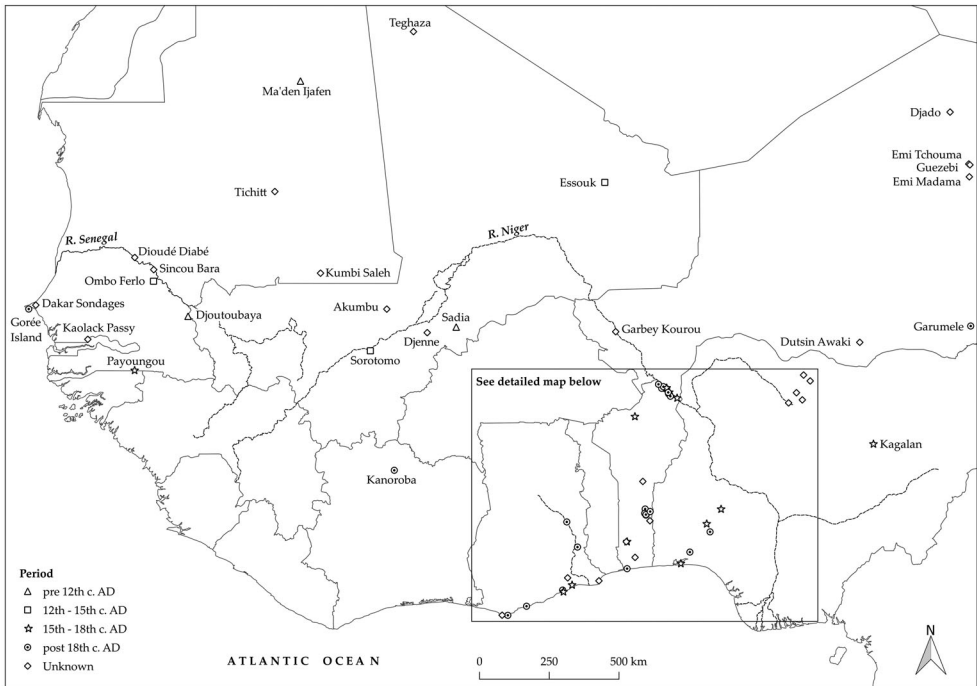 Teghaza
Ma'den Ijafen
Djado
Emi Tchouma
Guezebi
Emi Madama
Essouk
Tichitt
R. Senegal
R. Niger
Dioudé Diabé
Sincou Bara
Kumbi Saleh
Ombo Ferlo
Dakar Sondages
Akumbu
Sadia
Gorée
Island
Djoutoubaya
Garumele
Kaolack Passy
Djenne
Garbey Kourou
Dutsin Awaki
Payoungou
Sorotomo
See detailed map below
Kagalan
Kanoroba
Period
pre 12th c. AD
12th - 15th c. AD
15th - 18th c. AD
post 18th c. AD
Unknown
ATLANTIC OCEAN
0 250 500 km
N